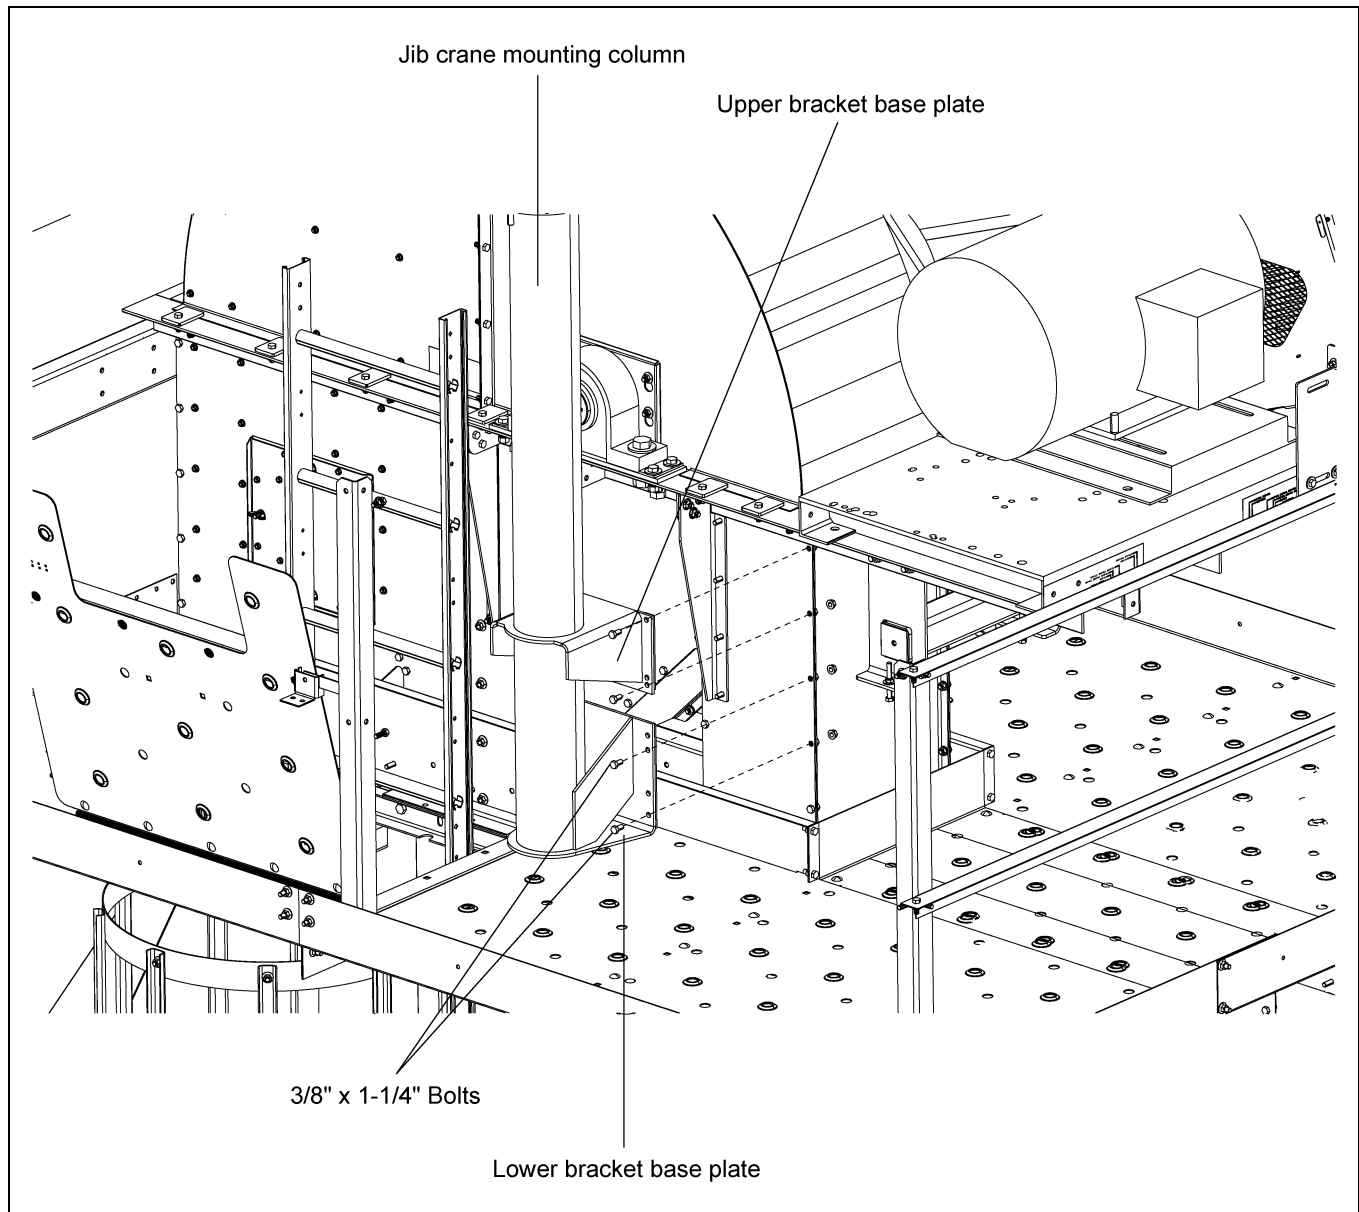 Jib crane mounting column
Upper bracket base plate
3/8" x 1-1/4" Bolts
Lower bracket base plate